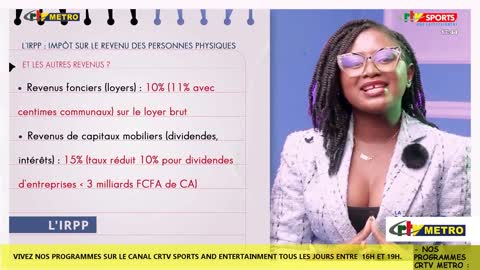 CRTV METRO
L'IRPP : IMPÔT SUR LE REVENU DES PERSONNES PHYSIQUES
ET LES AUTRES REVENUS ?
• Revenus fonciers (loyers) : 10% (11% avec
centimes communaux) sur le loyer brut
• Revenus de capitaux mobiliers (dividendes,
intérêts) : 15% (taux réduit 10% pour dividendes
d'entreprises < 3 milliards FCFA de CA)
L'IRPP
SPORTS
LA
METRO
VIVEZ NOS PROGRAMMES SUR LE CANAL CRTV SPORTS AND ENTERTAINMENT TOUS LES JOURS ENTRE 16H ET 19H.
- NOS
PROGRAMMES
CRTV METRO :